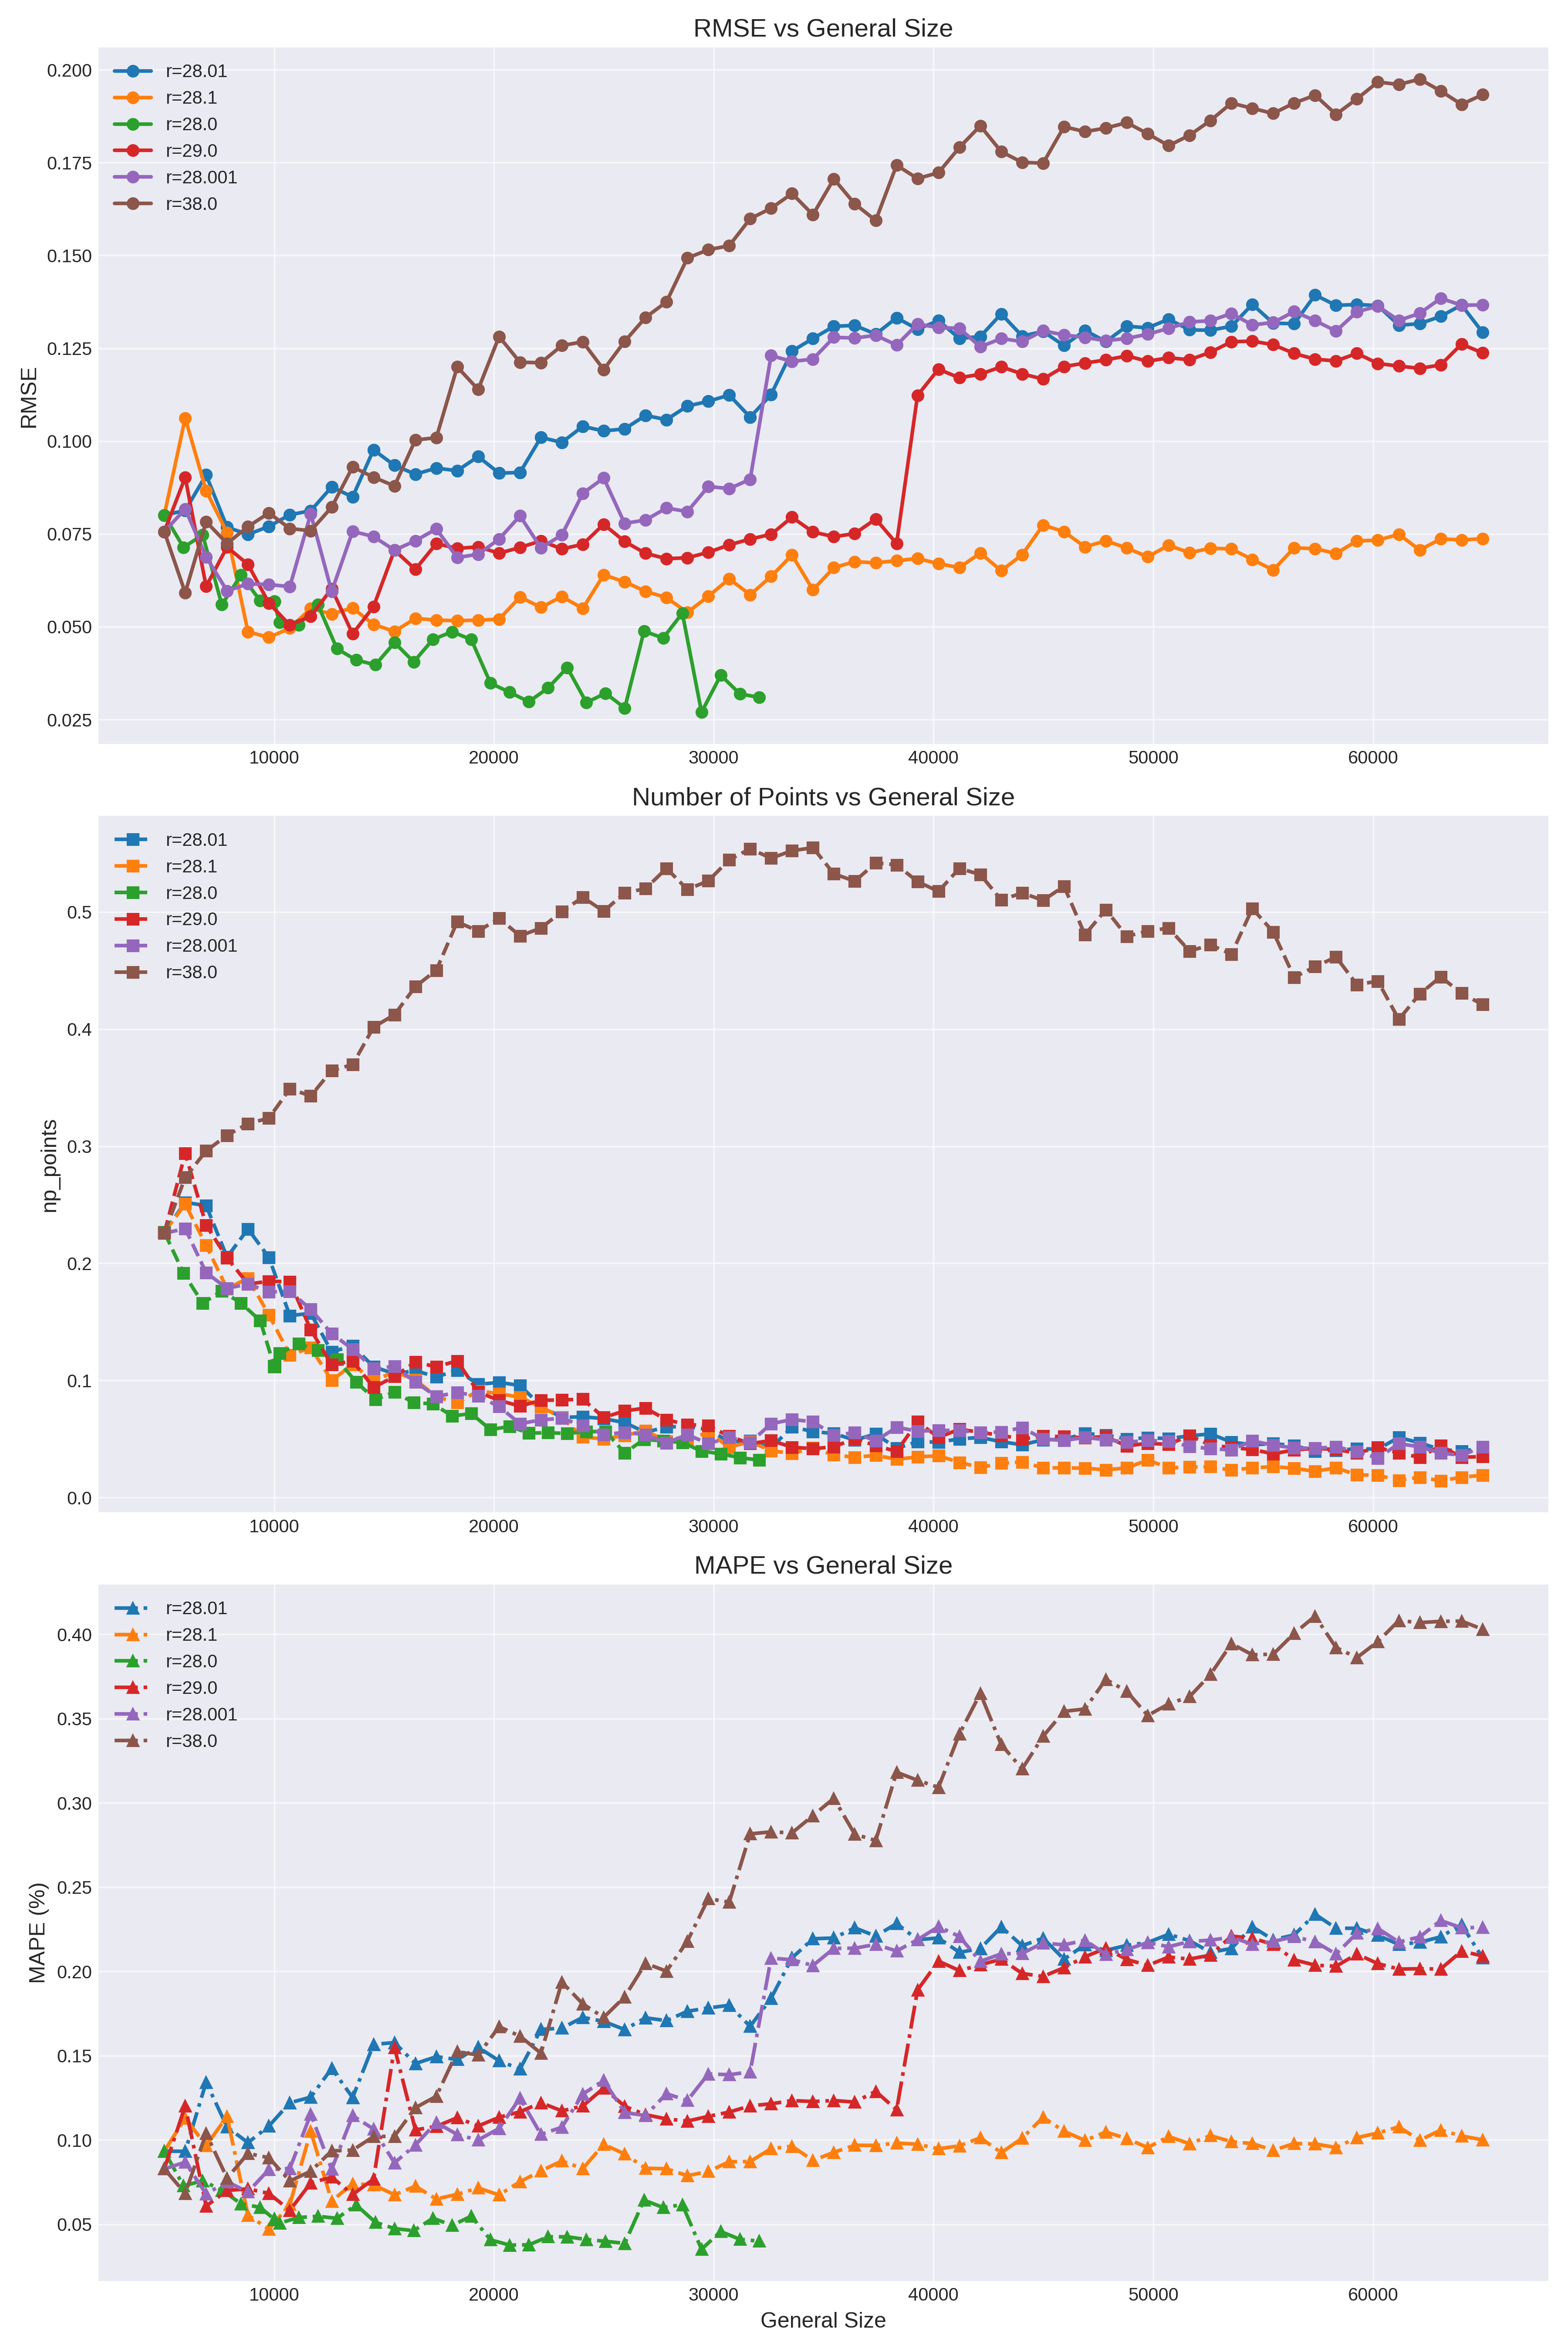 RMSE vs General Size
0.200
0.175
0.150
0.125
0.100
0.075
0.050
0.025
RMSE
r=28.01
r=28.1
r=28.0
r=29.0
r=28.001
r=38.0
10000 20000 30000 40000 50000 60000
Number of Points vs General Size
0.5
0.4
0.3
0.2
0.1
0.0
np_points
r=28.01
r=28.1
r=28.0
r=29.0
r=28.001
r=38.0
10000 20000 30000 40000 50000 60000
MAPE vs General Size
0.40
0.35
0.30
0.25
0.20
0.15
0.10
0.05
MAPE (%)
r=28.01
r=28.1
r=28.0
r=29.0
r=28.001
r=38.0
10000 20000 30000 40000 50000 60000
General Size